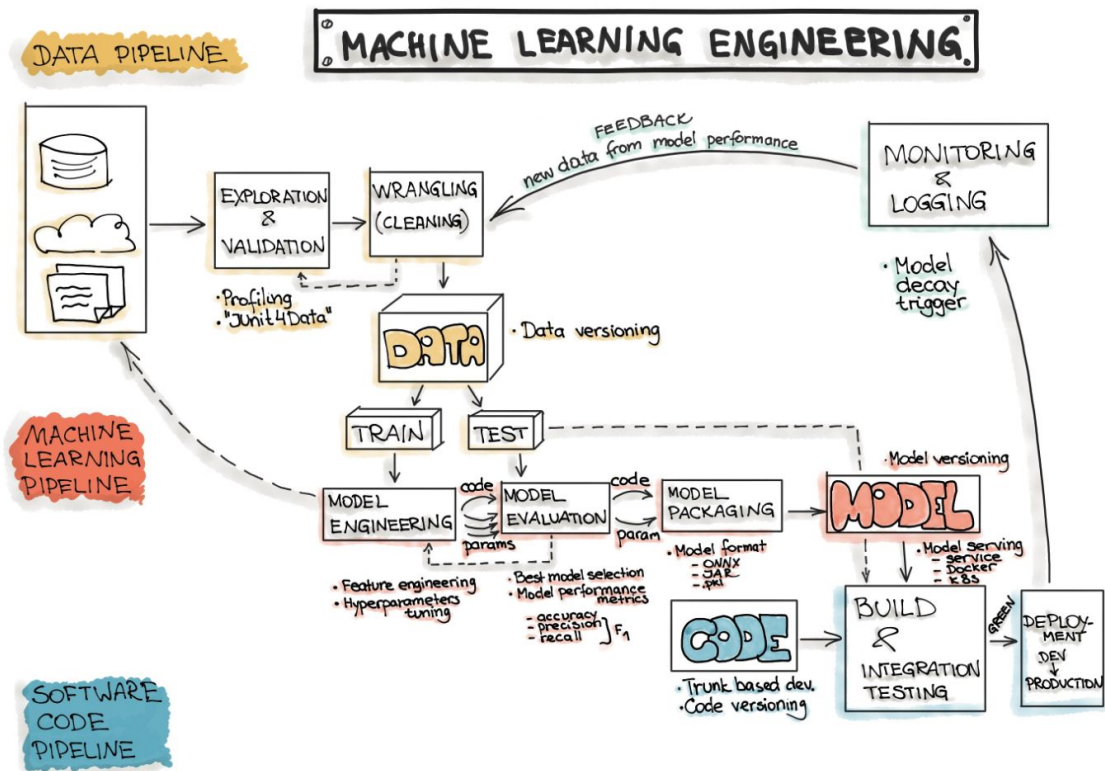 DATA PIPELINE
MACHINE LEARNING ENGINEERING
FEEDBACK
new data from model performance
MONITORING
&
LOGGING
EXPLORATION
&
VALIDATION
WRANGLING
(CLEANING)
• Model
decay
trigger
• Profiling
• "JUnit4Data"
DATA
• Data versioning
MACHINE
LEARNING
PIPELINE
TRAIN
TEST
• Model versioning
MODEL
ENGINEERING
code
params
MODEL
EVALUATION
code
param
MODEL
PACKAGING
MODEL
• Feature engineering
• Hyperparameters
tuning
• Best model selection
• Model performance
metrics
- accuracy
- precision
- recall
F1
• Model format
- ONNX
- JAR
- pkl
• Model serving
- service
- Docker
- K8s
CODE
• Trunk based dev.
• Code versioning
BUILD
&
INTEGRATION
TESTING
GREEN
DEPLOY-
MENT
DEV
PRODUCTION
SOFTWARE
CODE
PIPELINE